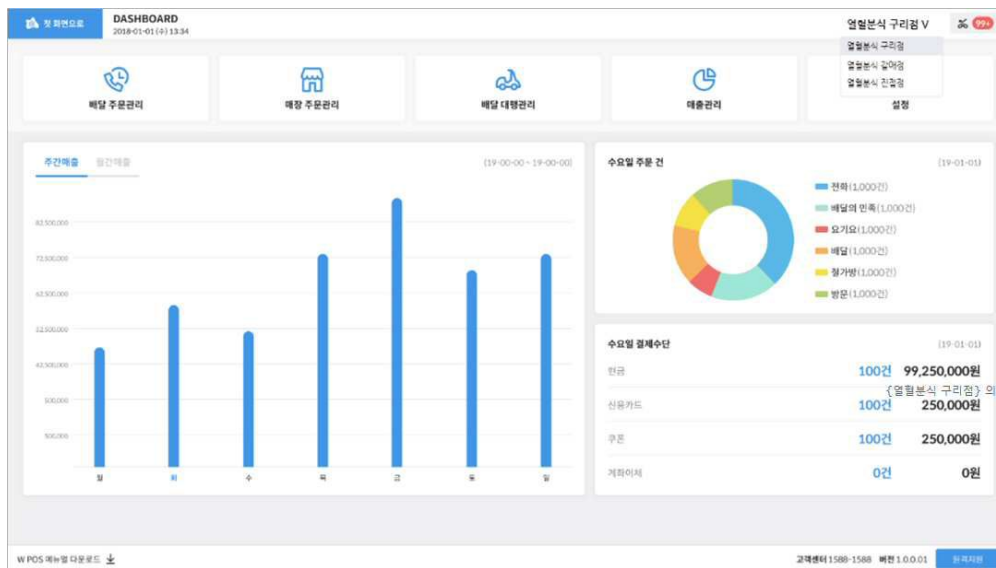 첫 화면으로
DASHBOARD
2018-01-01 (수) 13:34
열혈분식 구리점 V
99+
열혈분식 구리점
열혈분식 갈매점
열혈분식 진접점
배달 주문관리
매장 주문관리
배달 대행관리
매출관리
설정
주간매출 월간매출 (19-00-00 ~ 19-00-00)
82,500,000
72,500,000
62,500,000
52,500,000
42,500,000
500,000
500,000
월 화 수 목 금 토 일
수요일 주문 건 (19-01-01)
전화(1,000건)
배달의 민족(1,000건)
요기요(1,000건)
배달(1,000건)
철가방(1,000건)
방문(1,000건)
수요일 결제수단 (19-01-01)
현금 100건 99,250,000원
{열혈분식 구리점} 의
신용카드 100건 250,000원
쿠폰 100건 250,000원
계좌이체 0건 0원
W POS 메뉴얼 다운로드
고객센터 1588-1588 버전 1.0.0.01 원격지원